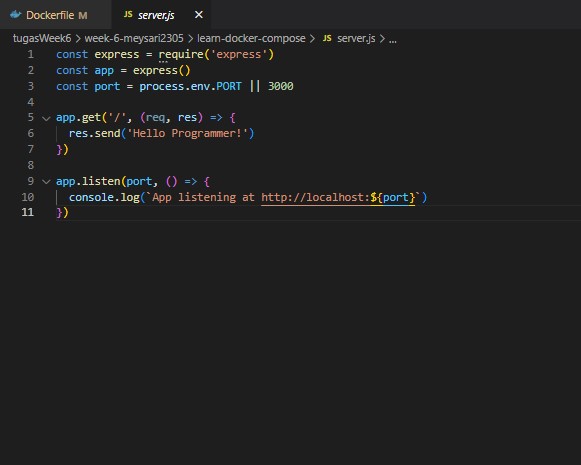 Dockerfile M JS server.js ×
tugasWeek6 > week-6-meysari2305 > learn-docker-compose > JS server.js > ...
1 const express = require('express')
2 const app = express()
3 const port = process.env.PORT || 3000
4
5 app.get('/', (req, res) => {
6 res.send('Hello Programmer!')
7 })
8
9 app.listen(port, () => {
10 console.log(`App listening at http://localhost:${port}`)
11 })